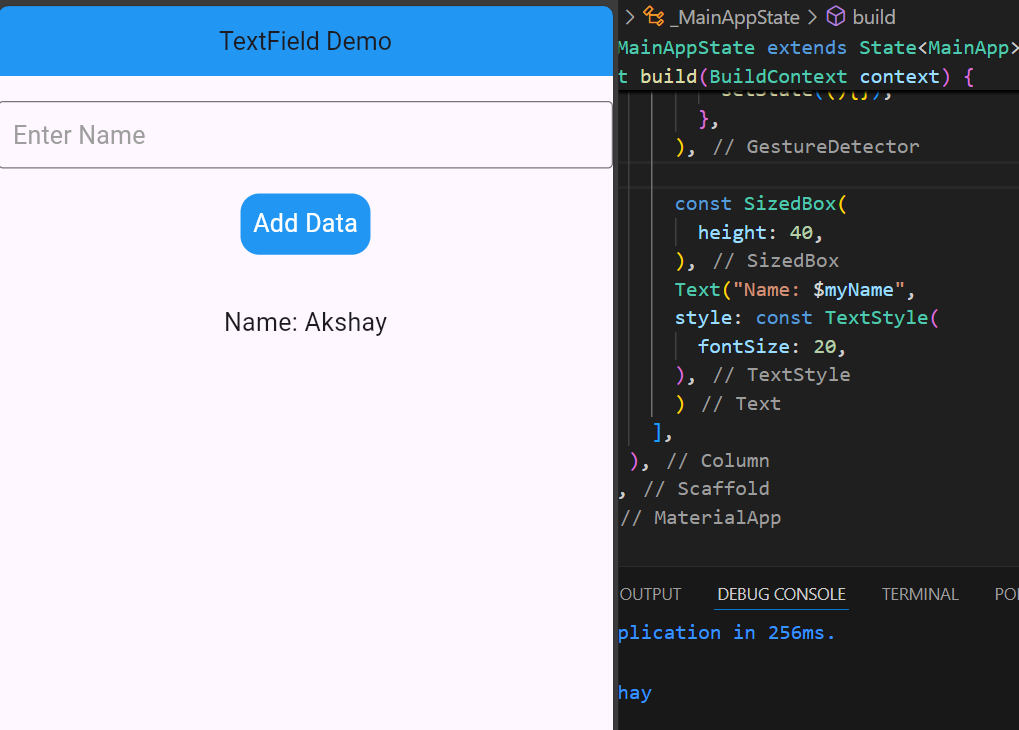 TextField Demo
Enter Name
Add Data
Name: Akshay
> _MainAppState > build
MainAppState extends State<MainApp>
t build(BuildContext context) {
setState((){});
},
), // GestureDetector
const SizedBox(
height: 40,
), // SizedBox
Text("Name: $myName",
style: const TextStyle(
fontSize: 20,
), // TextStyle
) // Text
],
), // Column
, // Scaffold
// MaterialApp
OUTPUT DEBUG CONSOLE TERMINAL PO
plication in 256ms.
hay